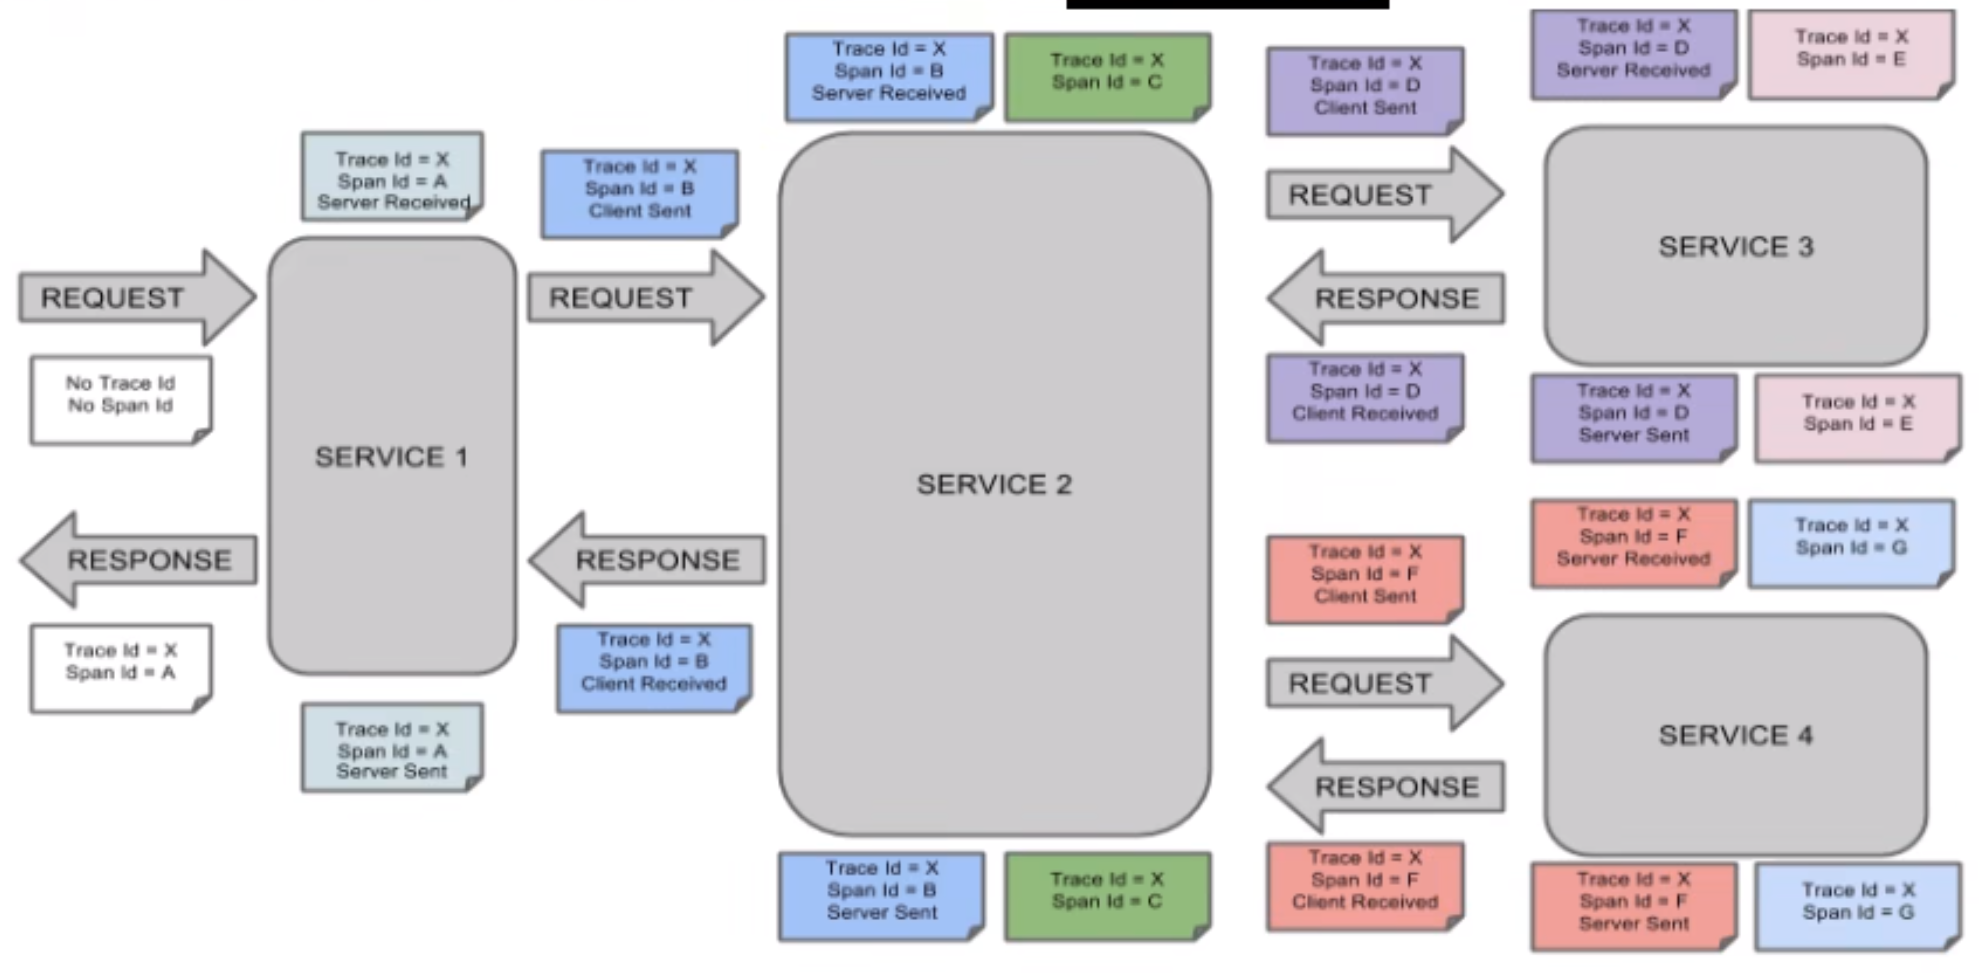 Trace Id = X
Span Id = D
Server Received
Trace Id = X
Span Id = E
Trace Id = X
Span Id = B
Server Received
Trace Id = X
Span Id = C
Trace Id = X
Span Id = D
Client Sent
Trace Id = X
Span Id = A
Server Received
Trace Id = X
Span Id = B
Client Sent
REQUEST
SERVICE 3
REQUEST
REQUEST
RESPONSE
No Trace Id
No Span Id
Trace Id = X
Span Id = D
Client Received
Trace Id = X
Span Id = D
Server Sent
Trace Id = X
Span Id = E
SERVICE 1
SERVICE 2
Trace Id = X
Span Id = F
Server Received
Trace Id = X
Span Id = G
RESPONSE
RESPONSE
Trace Id = X
Span Id = F
Client Sent
Trace Id = X
Span Id = A
Trace Id = X
Span Id = B
Client Received
REQUEST
SERVICE 4
Trace Id = X
Span Id = A
Server Sent
RESPONSE
Trace Id = X
Span Id = B
Server Sent
Trace Id = X
Span Id = C
Trace Id = X
Span Id = F
Client Received
Trace Id = X
Span Id = F
Server Sent
Trace Id = X
Span Id = G